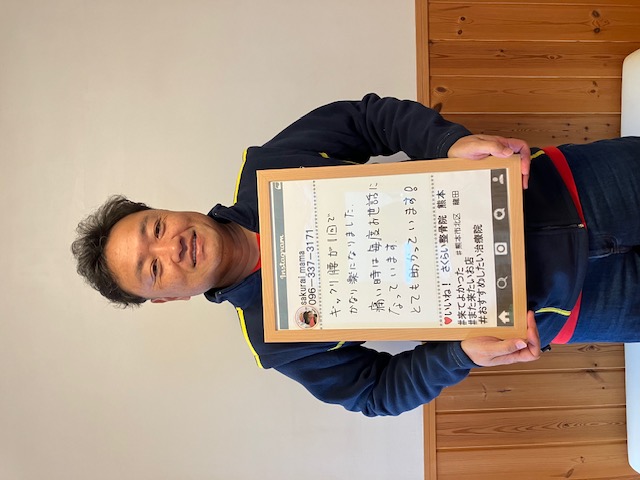 Instagram
sakurai_mama
096-337-3171
ギックリ腰が1回で
かなり楽になりました。
痛い時は毎度お世話に
なっています。
とても助かっています。
いいね！ さくらい整骨院 熊本
#来てよかった #熊本市北区 龍田
#また来たいお店
#おすすめしたい治療院